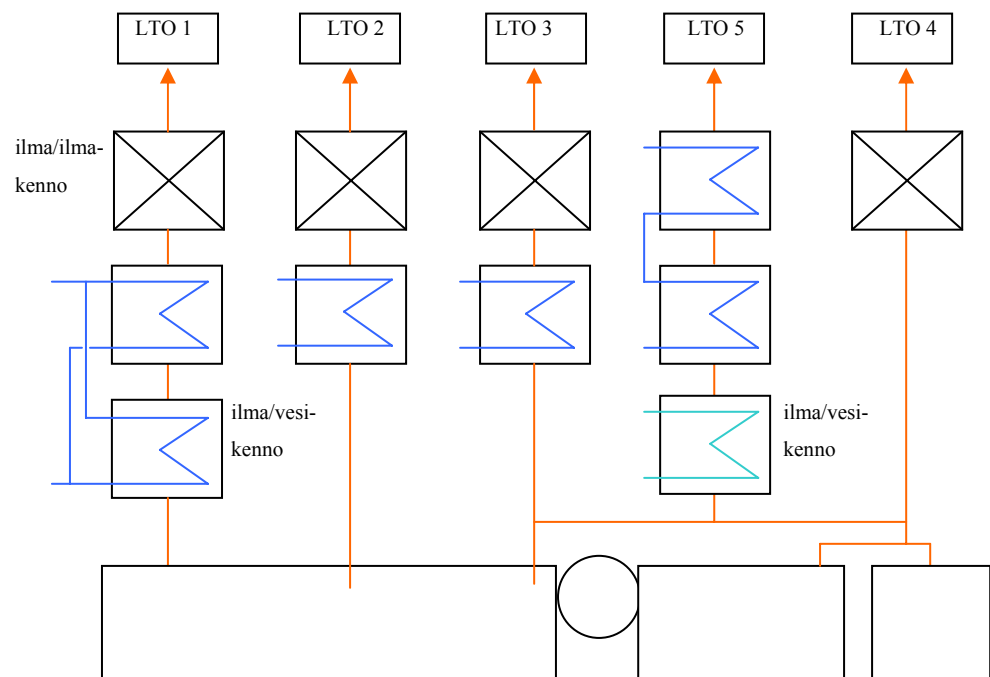 LTO 1
LTO 2
LTO 3
LTO 5
LTO 4
ilma/ilma-
kenno
ilma/vesi-
kenno
ilma/vesi-
kenno